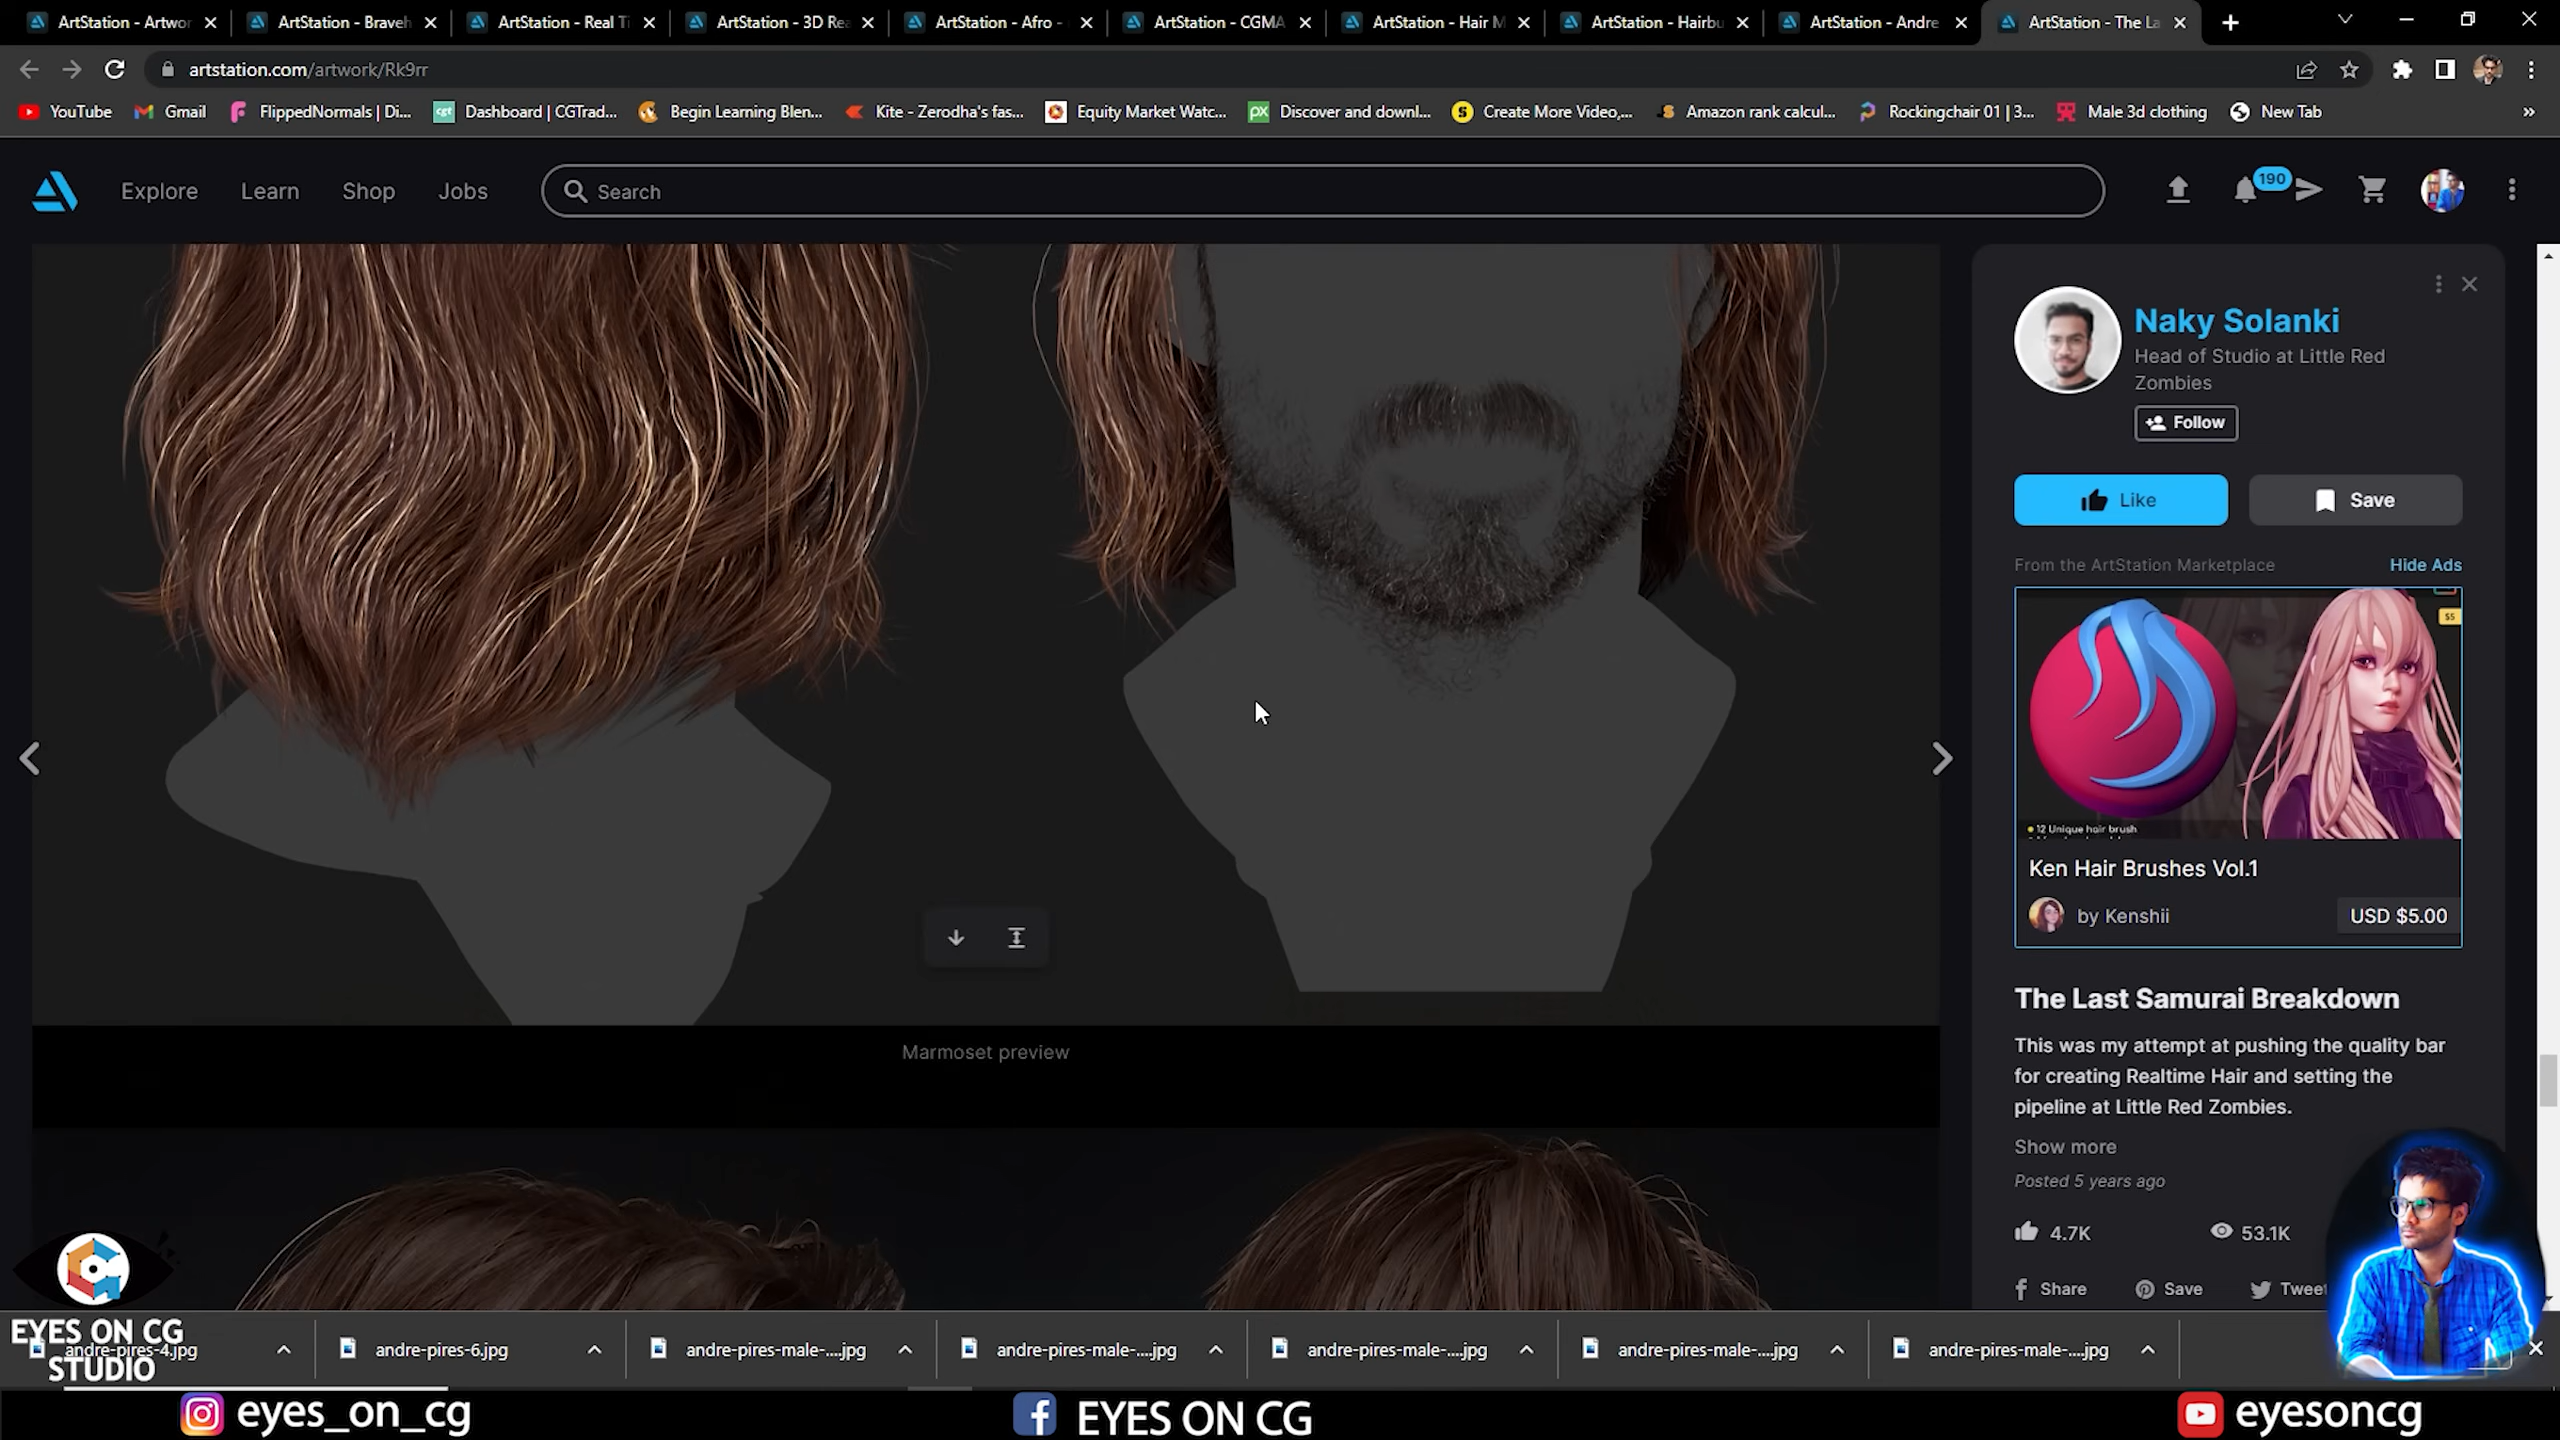 ArtStation - Artwor
ArtStation - Braveh
ArtStation - Real Ti
ArtStation - 3D Rea
ArtStation - Afro -
ArtStation - CGMA
ArtStation - Hair M
ArtStation - Hairbu
ArtStation - Andre
ArtStation - The La
artstation.com/artwork/Rk9rr
YouTube
Gmail
FlippedNormals | Di...
Dashboard | CGTrad...
Begin Learning Blen...
Kite - Zerodha's fas...
Equity Market Watc...
Discover and downl...
Create More Video,...
Amazon rank calcul...
Rockingchair 01 | 3...
Male 3d clothing
New Tab
Explore
Learn
Shop
Jobs
Search
190
Naky Solanki
Head of Studio at Little Red
Zombies
Follow
Like
Save
From the ArtStation Marketplace
Hide Ads
$5
12 Unique hair brush
Ken Hair Brushes Vol.1
by Kenshii
USD $5.00
The Last Samurai Breakdown
This was my attempt at pushing the quality bar
for creating Realtime Hair and setting the
pipeline at Little Red Zombies.
Show more
Posted 5 years ago
4.7K
53.1K
Share
Save
Tweet
Marmoset preview
EYES ON CG
STUDIO
andre-pires-4.jpg
andre-pires-6.jpg
andre-pires-male-....jpg
andre-pires-male-....jpg
andre-pires-male-....jpg
andre-pires-male-....jpg
andre-pires-male-....jpg
eyes_on_cg
EYES ON CG
eyesoncg